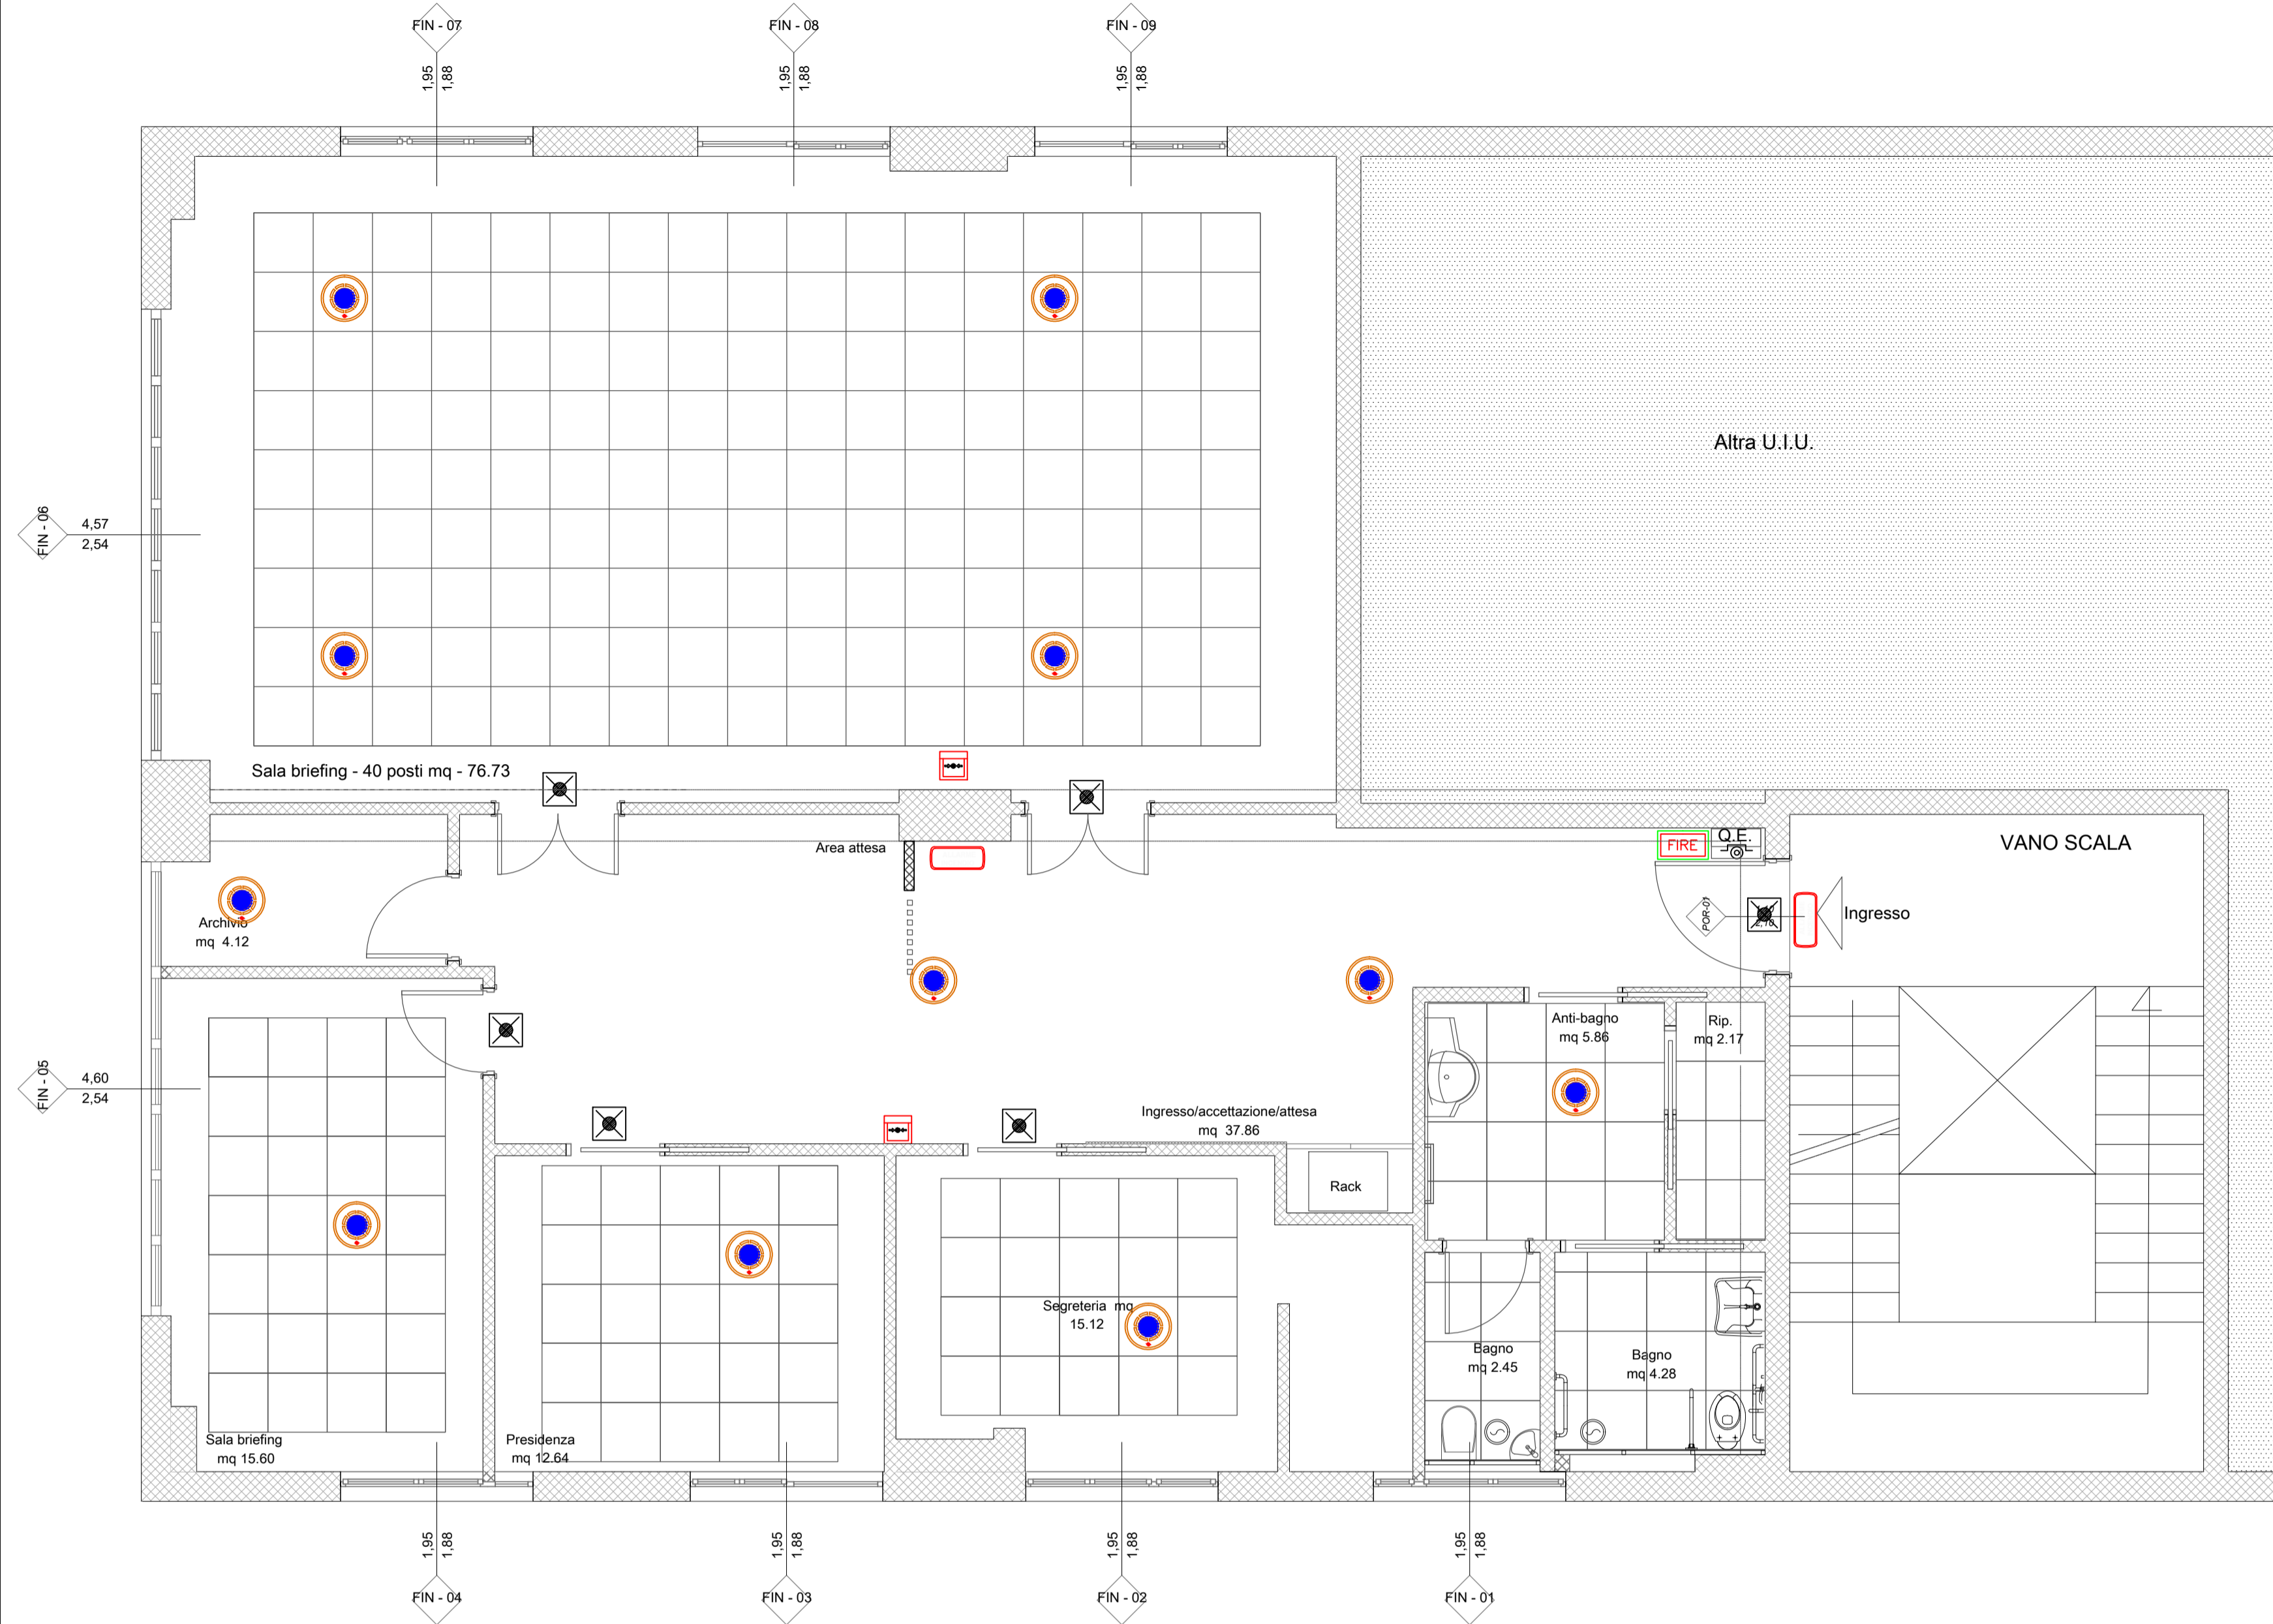 FIN - 07
FIN - 08
FIN - 09
1,95
1,88
1,95
1,88
1,95
1,88
Altra U.I.U.
FIN - 06
4,57
2,54
Sala briefing - 40 posti mq - 76.73
Area attesa
FIRE
Q.E.
VANO SCALA
Archivio
mq 4.12
POR-01
2,10
Ingresso
Anti-bagno
mq 5.86
Rip.
mq 2.17
FIN - 05
4,60
2,54
Ingresso/accettazione/attesa
mq 37.86
Rack
Segreteria mq
15.12
Bagno
mq 2.45
Bagno
mq 4.28
Sala briefing
mq 15.60
Presidenza
mq 12.64
1,95
1,88
1,95
1,88
1,95
1,88
1,95
1,88
FIN - 04
FIN - 03
FIN - 02
FIN - 01